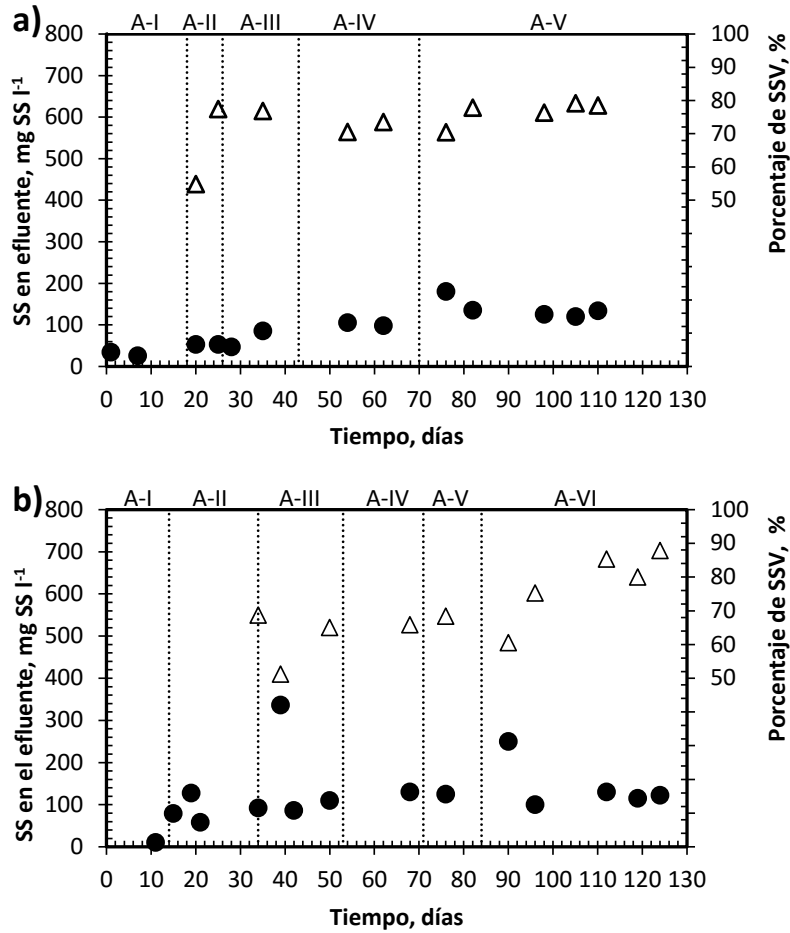 a)
A-I A-II A-III A-IV A-V
800
700
600
500
400
300
200
100
0
100
90
80
70
60
50
SS en efluente, mg SS l-1
Porcentaje de SSV, %
0 10 20 30 40 50 60 70 80 90 100 110 120 130
Tiempo, días
b)
A-I A-II A-III A-IV A-V A-VI
800
700
600
500
400
300
200
100
0
100
90
80
70
60
50
SS en el efluente, mg SS l-1
Porcentaje de SSV, %
0 10 20 30 40 50 60 70 80 90 100 110 120 130
Tiempo, días